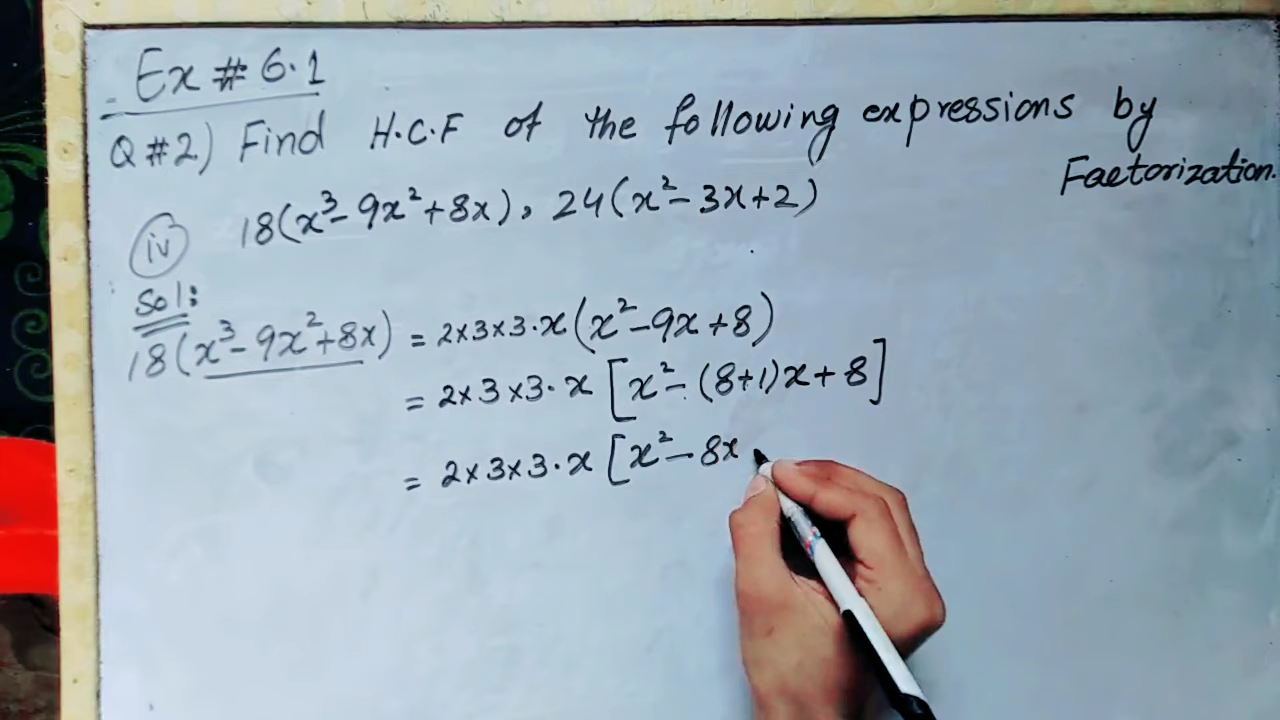 Ex # 6.1
Q #2) Find H.C.F of the following expressions by
Factorization.
(iv) 18(x³-9x²+8x), 24(x²-3x+2)
Sol:
18(x³-9x²+8x) = 2×3×3·x(x²-9x+8)
= 2×3×3·x[x²-(8+1)x+8]
= 2×3×3·x[x²-8x